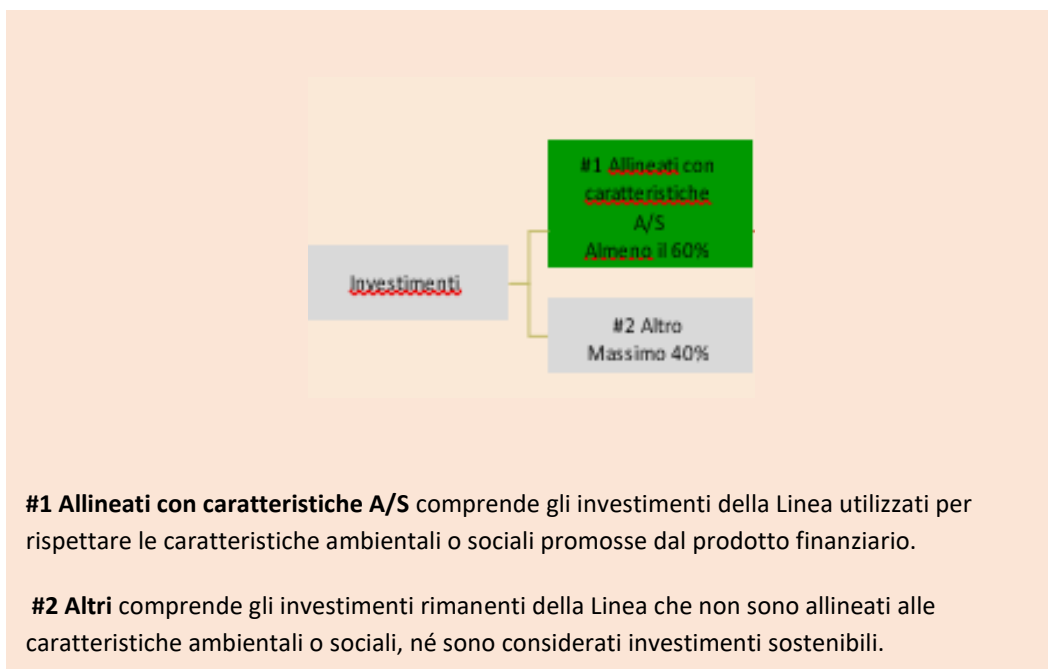 #1 Allineati con
caratteristiche
A/S
Almeno il 60%
Investimenti
#2 Altro
Massimo 40%
#1 Allineati con caratteristiche A/S comprende gli investimenti della Linea utilizzati per
rispettare le caratteristiche ambientali o sociali promosse dal prodotto finanziario.
#2 Altri comprende gli investimenti rimanenti della Linea che non sono allineati alle
caratteristiche ambientali o sociali, né sono considerati investimenti sostenibili.